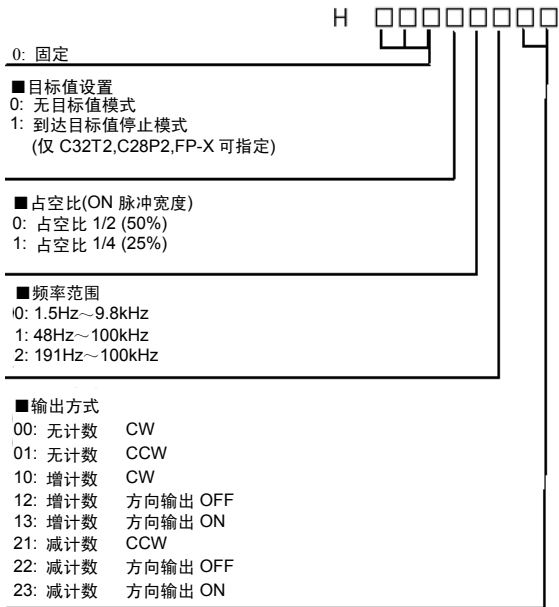 H □□□□□□□□
0: 固定
■目标值设置
0: 无目标值模式
1: 到达目标值停止模式
(仅 C32T2,C28P2,FP-X 可指定)
■占空比(ON 脉冲宽度)
0: 占空比 1/2 (50%)
1: 占空比 1/4 (25%)
■频率范围
0: 1.5Hz～9.8kHz
1: 48Hz～100kHz
2: 191Hz～100kHz
■输出方式
00: 无计数 CW
01: 无计数 CCW
10: 增计数 CW
12: 增计数 方向输出 OFF
13: 增计数 方向输出 ON
21: 减计数 CCW
22: 减计数 方向输出 OFF
23: 减计数 方向输出 ON